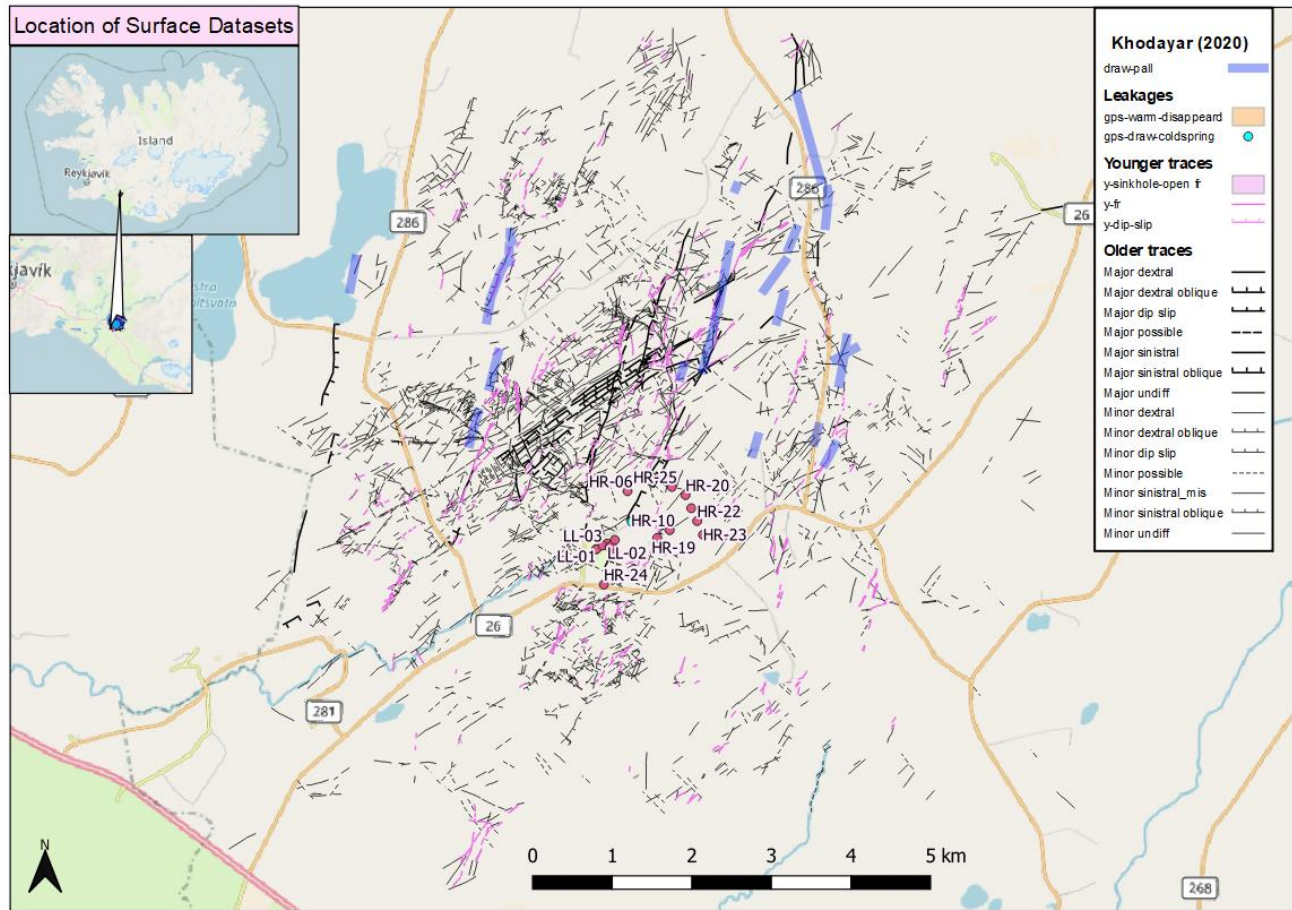 Location of Surface Datasets
Island
Reykjavík
kjavík
286
286
26
HR-06
HR-25
HR-20
HR-22
HR-10
HR-23
LL-03
HR-19
LL-01
LL-02
HR-24
26
281
268
N
0 1 2 3 4 5 km
Khodayar (2020)
draw-pall
Leakages
gps-warm-disappeard
gps-draw-coldspring
Younger traces
y-sinkhole-open fr
y-fr
y-dip-slip
Older traces
Major dextral
Major dextral oblique
Major dip slip
Major possible
Major sinistral
Major sinistral oblique
Major undiff
Minor dextral
Minor dextral oblique
Minor dip slip
Minor possible
Minor sinistral_mis
Minor sinistral oblique
Minor undiff